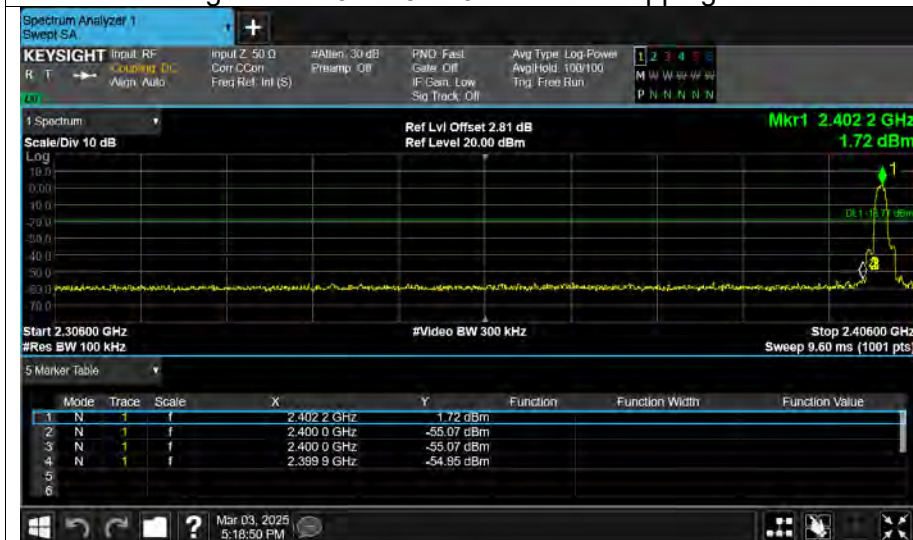 Spectrum Analyzer 1
Swept SA
+
KEYSIGHT Input: RF Input Z: 50 Ω #Atten: 30 dB PNO: Fast Avg Type: Log-Power 1 2 3 4 5 6
R T Coupling: DC Corr CCorr Preamp: Off Gate: Off Avg|Hold: 100/100 M W W W W W
Align: Auto Freq Ref: Int (S) IF Gain: Low Trig: Free Run
Sig Track: Off P N N N N N
1 Spectrum
Ref Lvl Offset 2.81 dB Mkr1 2.402 2 GHz
Scale/Div 10 dB Ref Level 20.00 dBm 1.72 dBm
Log
10.0
0.00
1
Start 2.30600 GHz #Video BW 300 kHz Stop 2.40600 GHz
#Res BW 100 kHz Sweep 9.60 ms (1001 pts)
5 Marker Table
Mode Trace Scale X Y Function Function Width Function Value
1 N 1 f 2.402 2 GHz 1.72 dBm
2 N 1 f 2.400 0 GHz -55.07 dBm
3 N 1 f 2.400 0 GHz -55.07 dBm
4 N 1 f 2.399 9 GHz -54.95 dBm
5
6
? Mar 03, 2025
5:18:50 PM